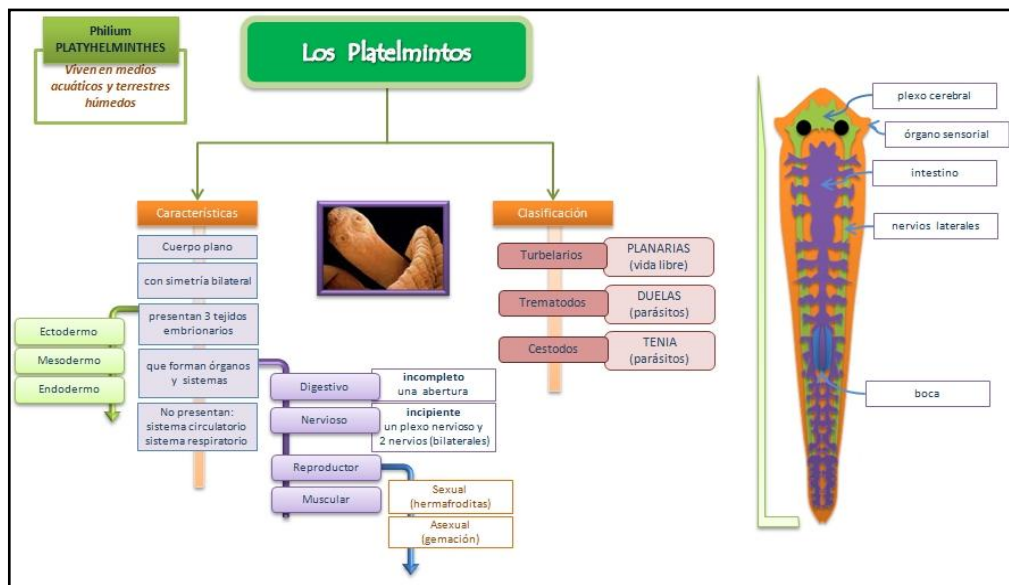 Philium
PLATYHELMINTHES
Viven en medios
acuáticos y terrestres
húmedos
Los Platelmintos
Características
Cuerpo plano
con simetría bilateral
presentan 3 tejidos
embrionarios
que forman órganos
y sistemas
No presentan:
sistema circulatorio
sistema respiratorio
Ectodermo
Mesodermo
Endodermo
Digestivo
incompleto
una abertura
Nervioso
incipiente
un plexo nervioso y
2 nervios (bilaterales)
Reproductor
Muscular
Sexual
(hermafroditas)
Asexual
(gemación)
Clasificación
Turbelarios
PLANARIAS
(vida libre)
Trematodos
DUELAS
(parásitos)
Cestodos
TENIA
(parásitos)
plexo cerebral
órgano sensorial
intestino
nervios laterales
boca